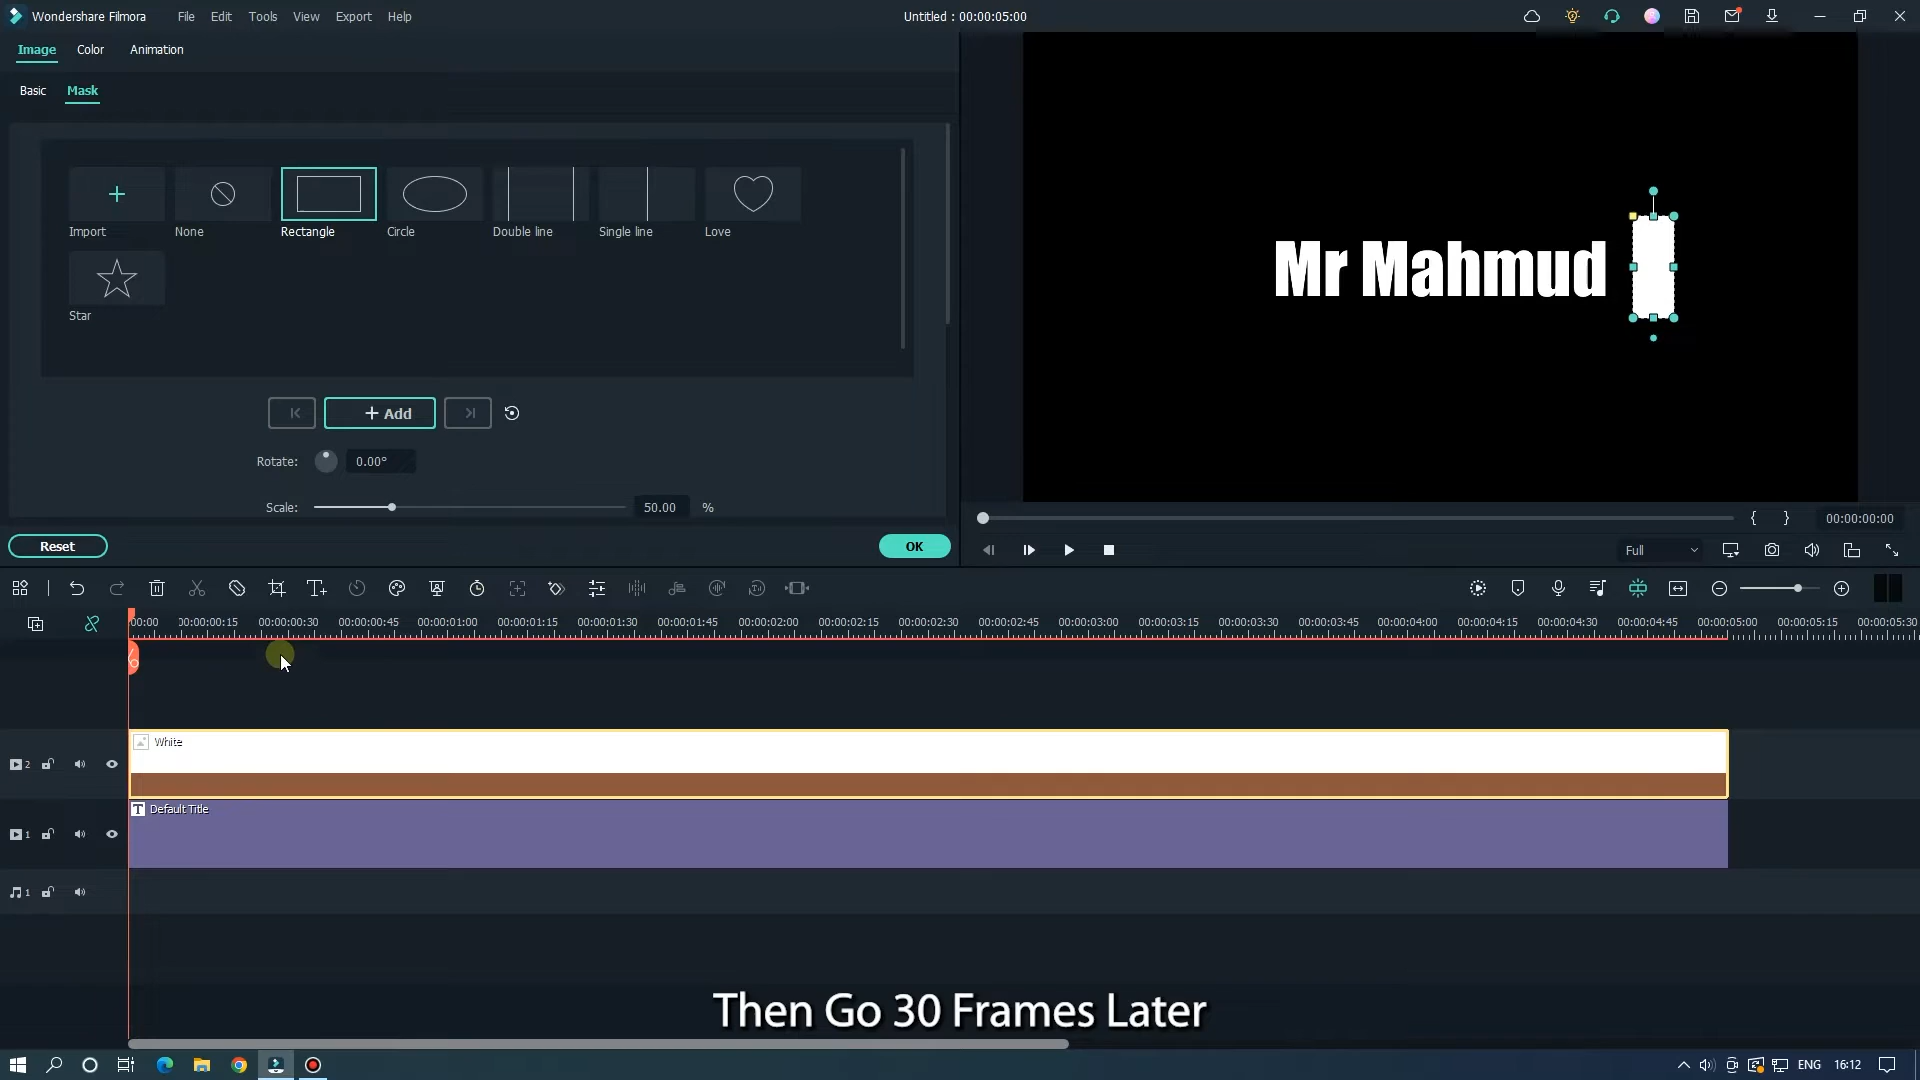 Wondershare Filmora File Edit Tools View Export Help Untitled : 00:00:05:00
Image Color Animation
Basic Mask
Import None Rectangle Circle Double line Single line Love
Star
+ Add
Rotate: 0.00°
Scale: 50.00 %
Reset OK
Mr Mahmud
{ } 00:00:00:00
Full
00:00 00:00:00:15 00:00:00:30 00:00:00:45 00:00:01:00 00:00:01:15 00:00:01:30 00:00:01:45 00:00:02:00 00:00:02:15 00:00:02:30 00:00:02:45 00:00:03:00 00:00:03:15 00:00:03:30 00:00:03:45 00:00:04:00 00:00:04:15 00:00:04:30 00:00:04:45 00:00:05:00 00:00:05:15 00:00:05:30
White
2
T Default Title
1
1
Then Go 30 Frames Later
ENG 16:12